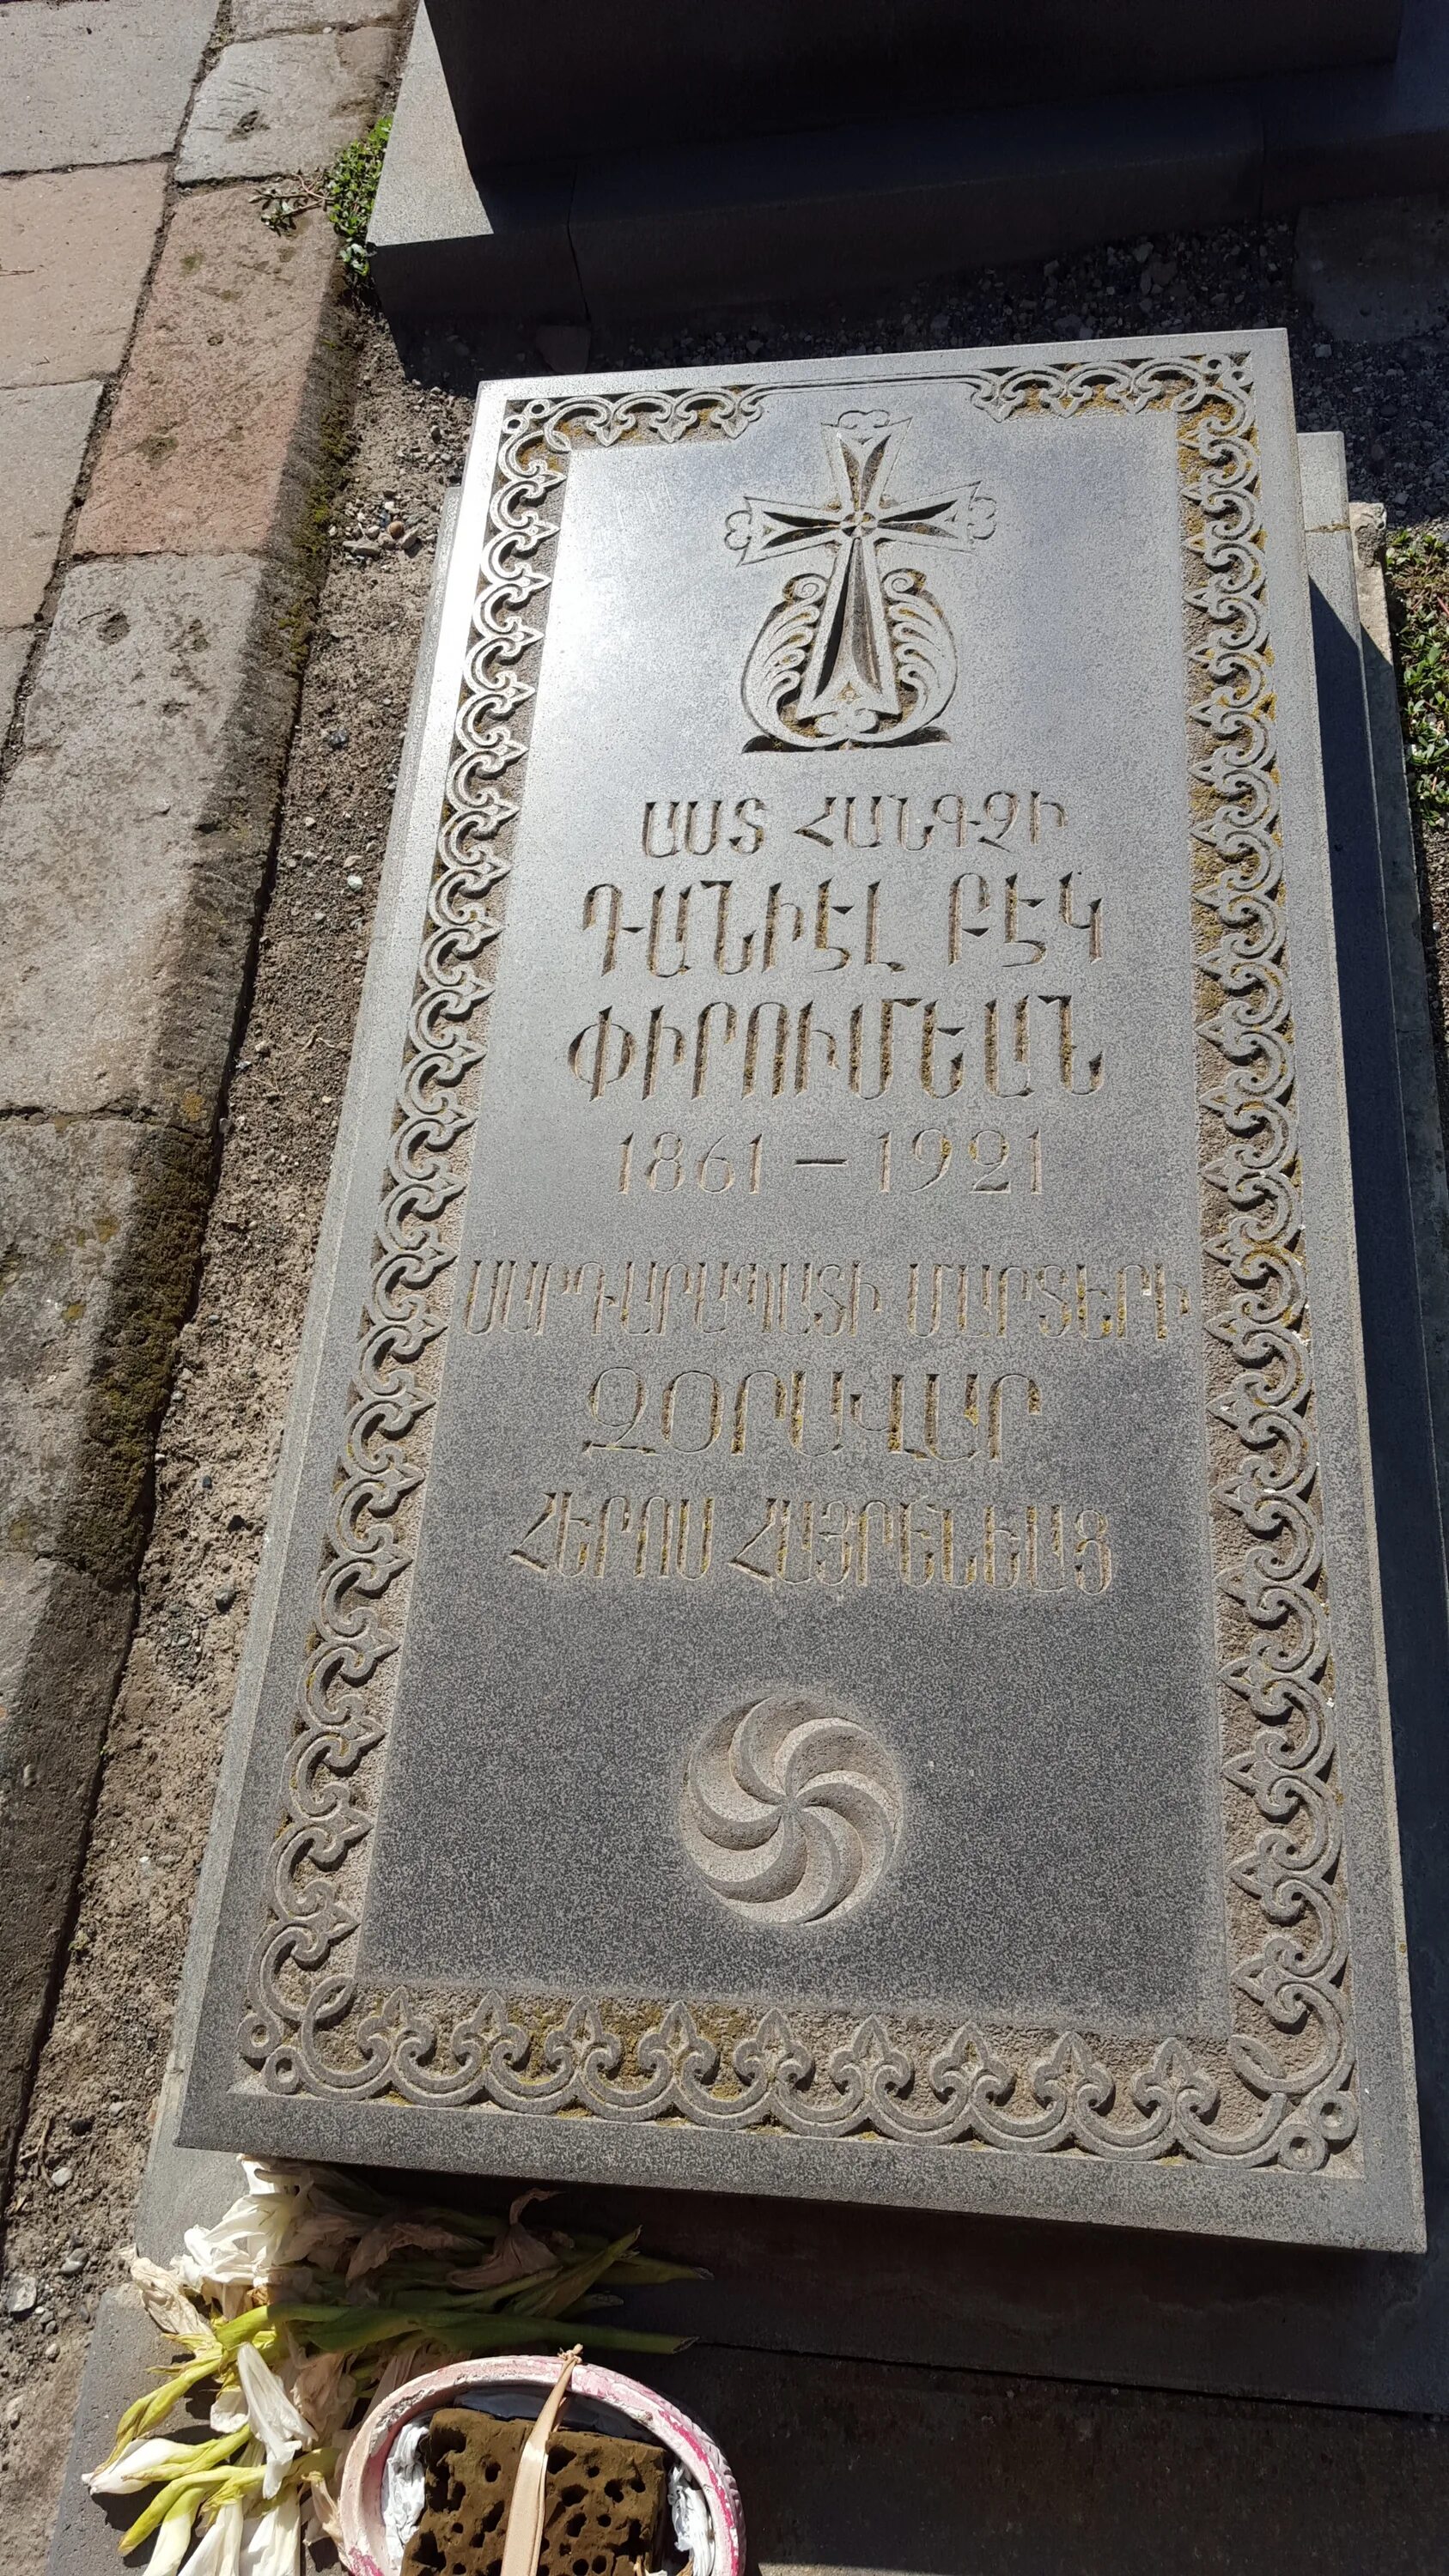 ԱՍՏ ՀԱՆԳՉԻ
ԴԱՆԻԷԼ ԲԷԿ
ՓԻՐՈՒՄԵԱՆ
1861 – 1921
ՍԱՐԴԱՐԱՊԱՏԻ ՄԱՐՏԵՐԻ
ԶՕՐԱՎԱՐ
ՀԵՐՈՍ ՀԱՅՐԵՆԵԱՑ